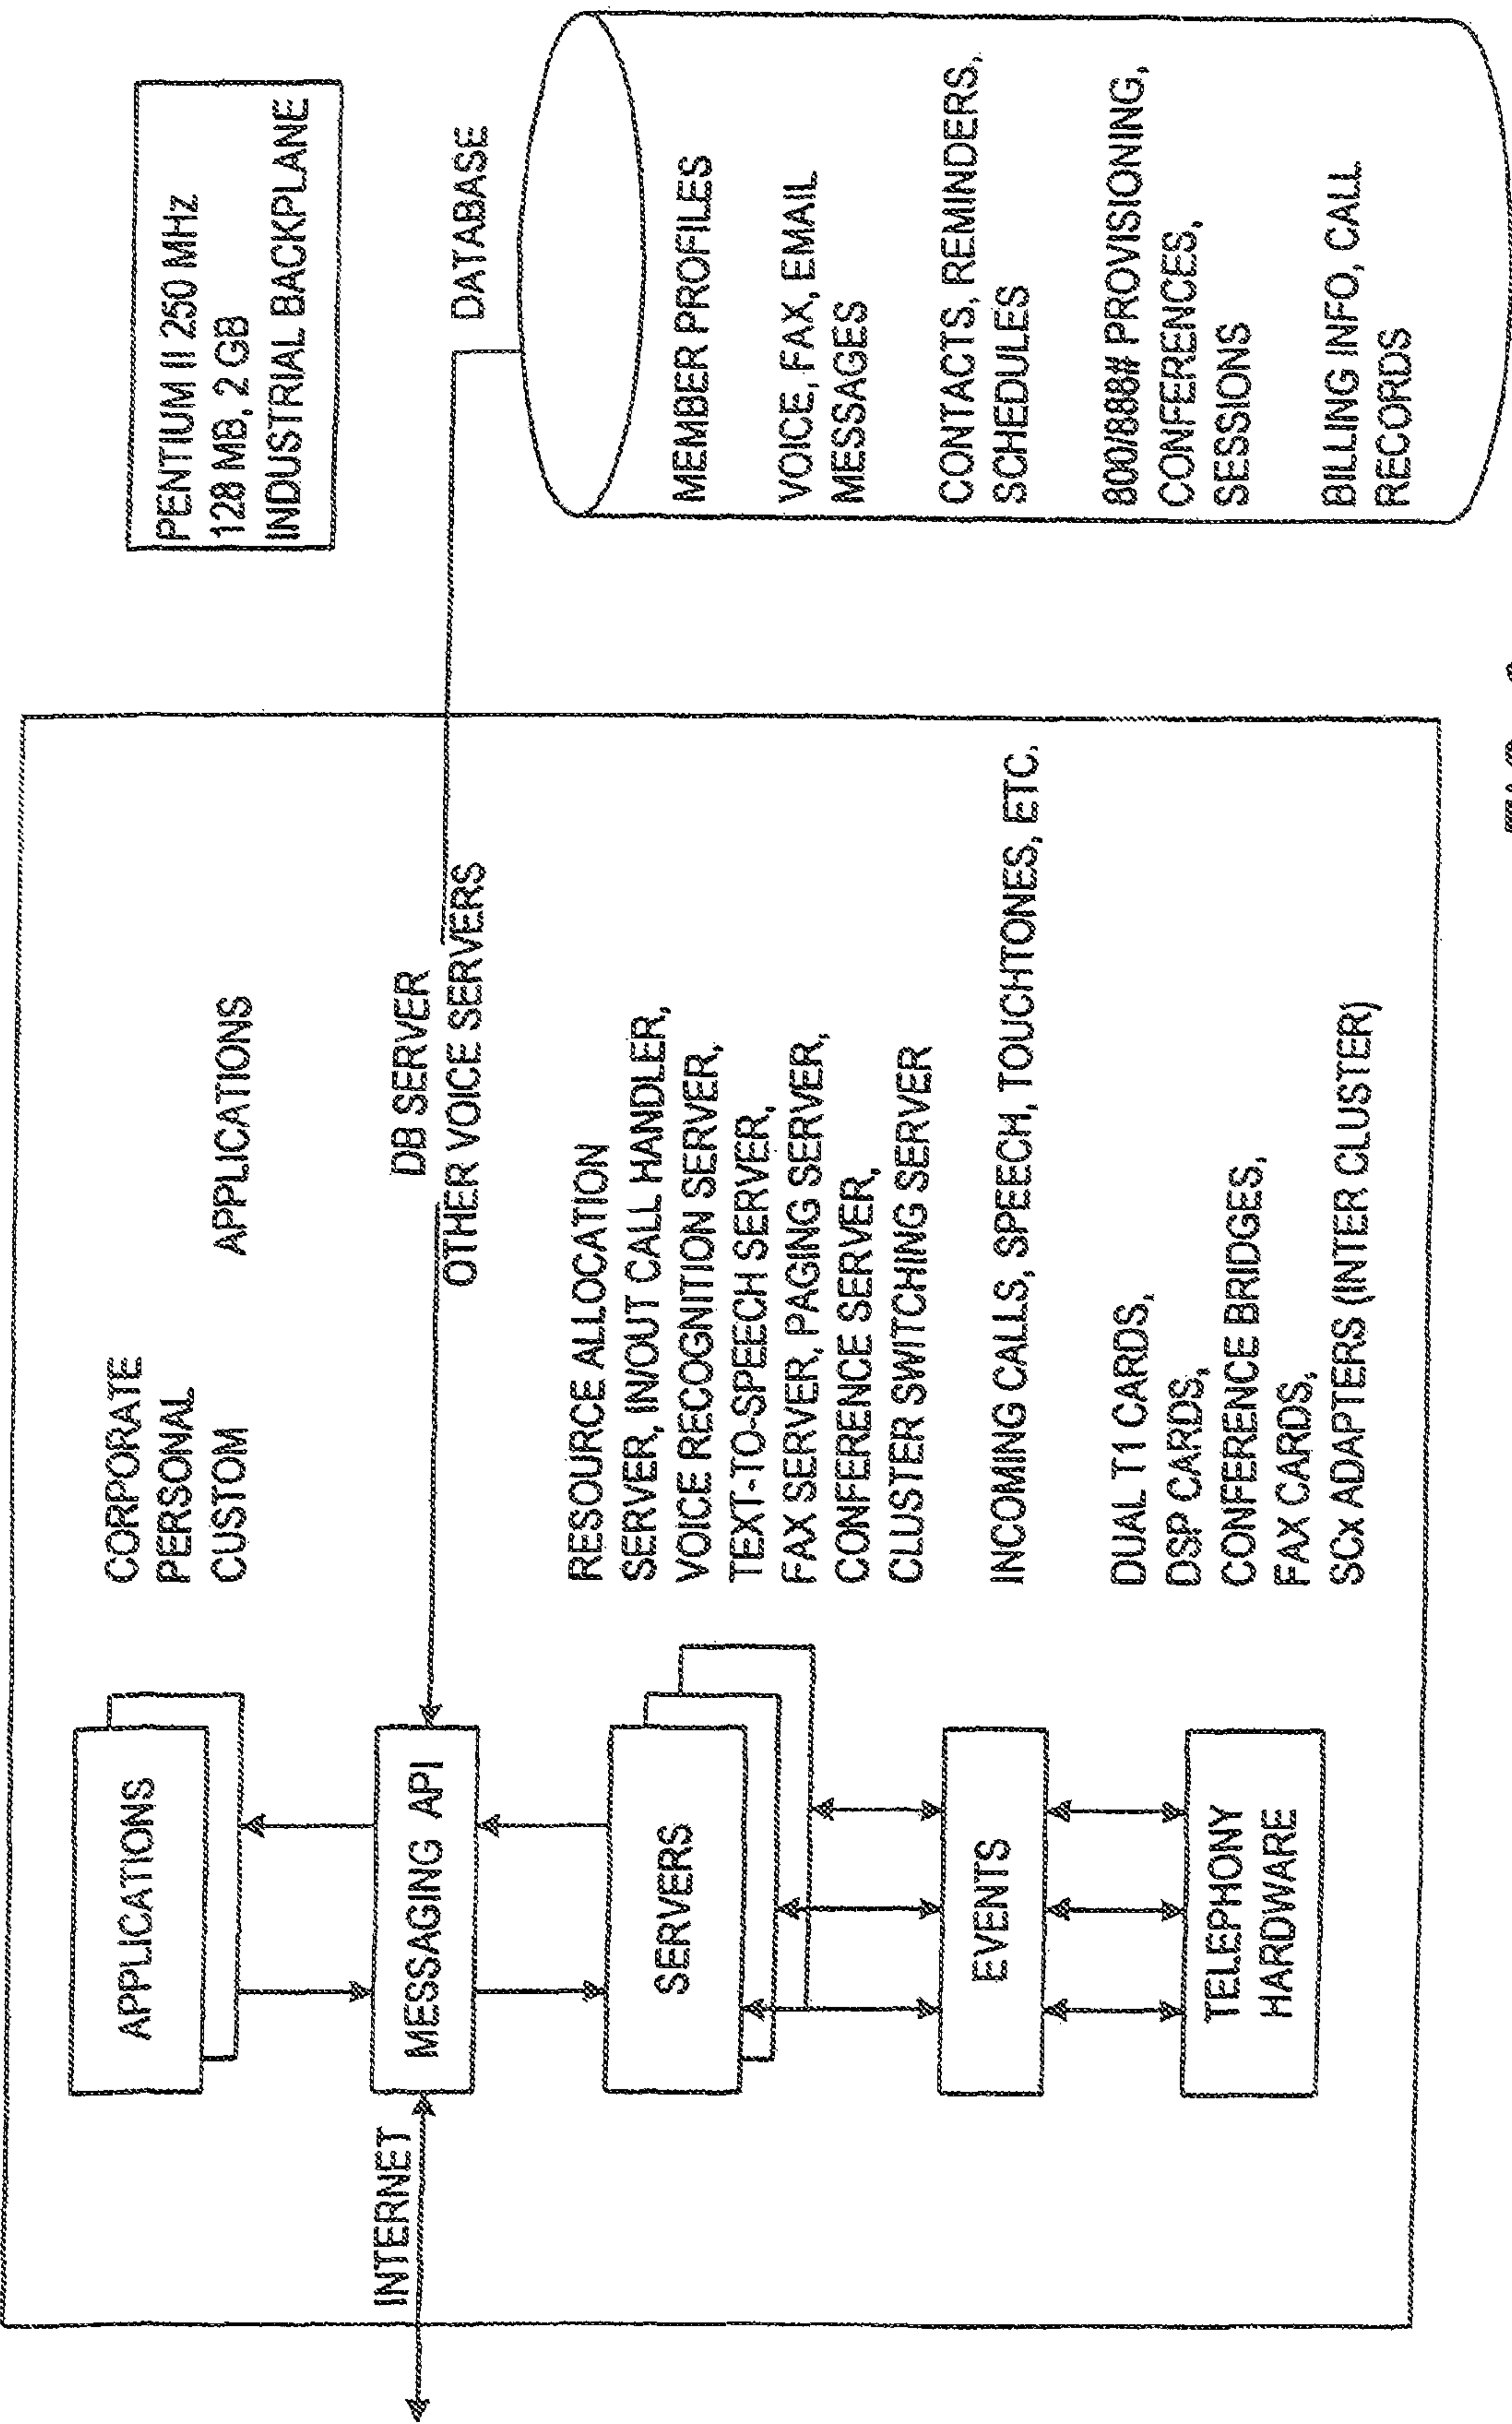 PENTIUM II 250 MHz
128 MB, 2 GB
INDUSTRIAL BACKPLANE
CORPORATE
PERSONAL
CUSTOM
APPLICATIONS
APPLICATIONS
INTERNET
MESSAGING API
DB SERVER
OTHER VOICE SERVERS
DATABASE
SERVERS
RESOURCE ALLOCATION
SERVER, IN/OUT CALL HANDLER,
VOICE RECOGNITION SERVER,
TEXT-TO-SPEECH SERVER,
FAX SERVER, PAGING SERVER,
CONFERENCE SERVER,
CLUSTER SWITCHING SERVER
EVENTS
INCOMING CALLS, SPEECH, TOUCHTONES, ETC.
TELEPHONY
HARDWARE
DUAL T1 CARDS,
DSP CARDS,
CONFERENCE BRIDGES,
FAX CARDS,
SCx ADAPTERS (INTER CLUSTER)
MEMBER PROFILES
VOICE, FAX, EMAIL
MESSAGES
CONTACTS, REMINDERS,
SCHEDULES
800/888# PROVISIONING,
CONFERENCES,
SESSIONS
BILLING INFO, CALL
RECORDS